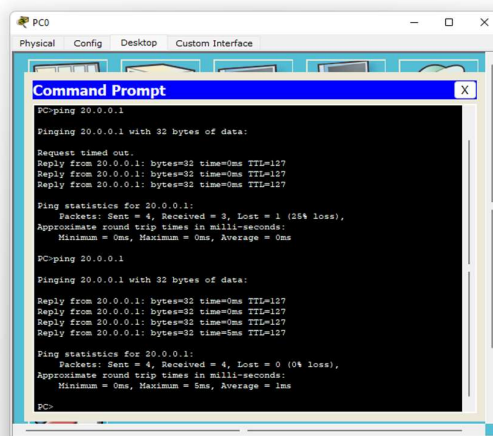 PC0
Physical Config Desktop Custom Interface
Command Prompt X
PC>ping 20.0.0.1
Pinging 20.0.0.1 with 32 bytes of data:
Request timed out.
Reply from 20.0.0.1: bytes=32 time=0ms TTL=127
Reply from 20.0.0.1: bytes=32 time=0ms TTL=127
Reply from 20.0.0.1: bytes=32 time=0ms TTL=127
Ping statistics for 20.0.0.1:
Packets: Sent = 4, Received = 3, Lost = 1 (25% loss),
Approximate round trip times in milli-seconds:
Minimum = 0ms, Maximum = 0ms, Average = 0ms
PC>ping 20.0.0.1
Pinging 20.0.0.1 with 32 bytes of data:
Reply from 20.0.0.1: bytes=32 time=0ms TTL=127
Reply from 20.0.0.1: bytes=32 time=0ms TTL=127
Reply from 20.0.0.1: bytes=32 time=0ms TTL=127
Reply from 20.0.0.1: bytes=32 time=5ms TTL=127
Ping statistics for 20.0.0.1:
Packets: Sent = 4, Received = 4, Lost = 0 (0% loss),
Approximate round trip times in milli-seconds:
Minimum = 0ms, Maximum = 5ms, Average = 1ms
PC>